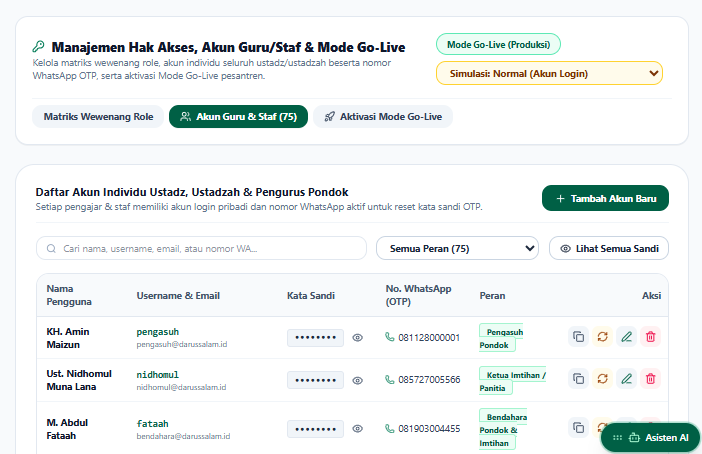 Manajemen Hak Akses, Akun Guru/Staf & Mode Go-Live
Kelola matriks wewenang role, akun individu seluruh ustadz/ustadzah beserta nomor
WhatsApp OTP, serta aktivasi Mode Go-Live pesantren.
Mode Go-Live (Produksi)
Simulasi: Normal (Akun Login)
Matriks Wewenang Role
Akun Guru & Staf (75)
Aktivasi Mode Go-Live
Daftar Akun Individu Ustadz, Ustadzah & Pengurus Pondok
Setiap pengajar & staf memiliki akun login pribadi dan nomor WhatsApp aktif untuk reset kata sandi OTP.
+ Tambah Akun Baru
Cari nama, username, email, atau nomor WA...
Semua Peran (75)
Lihat Semua Sandi
Nama
Pengguna
Username & Email
Kata Sandi
No. WhatsApp
(OTP)
Peran
Aksi
KH. Amin
Maizun
pengasuh
pengasuh@darussalam.id
••••••••
081128000001
Pengasuh
Pondok
Ust. Nidhomul
Muna Lana
nidhomul
nidhomul@darussalam.id
••••••••
085727005566
Ketua Imtihan /
Panitia
M. Abdul
Fataah
fataah
bendahara@darussalam.id
••••••••
081903004455
Bendahara
Pondok &
Imtihan
Asisten AI